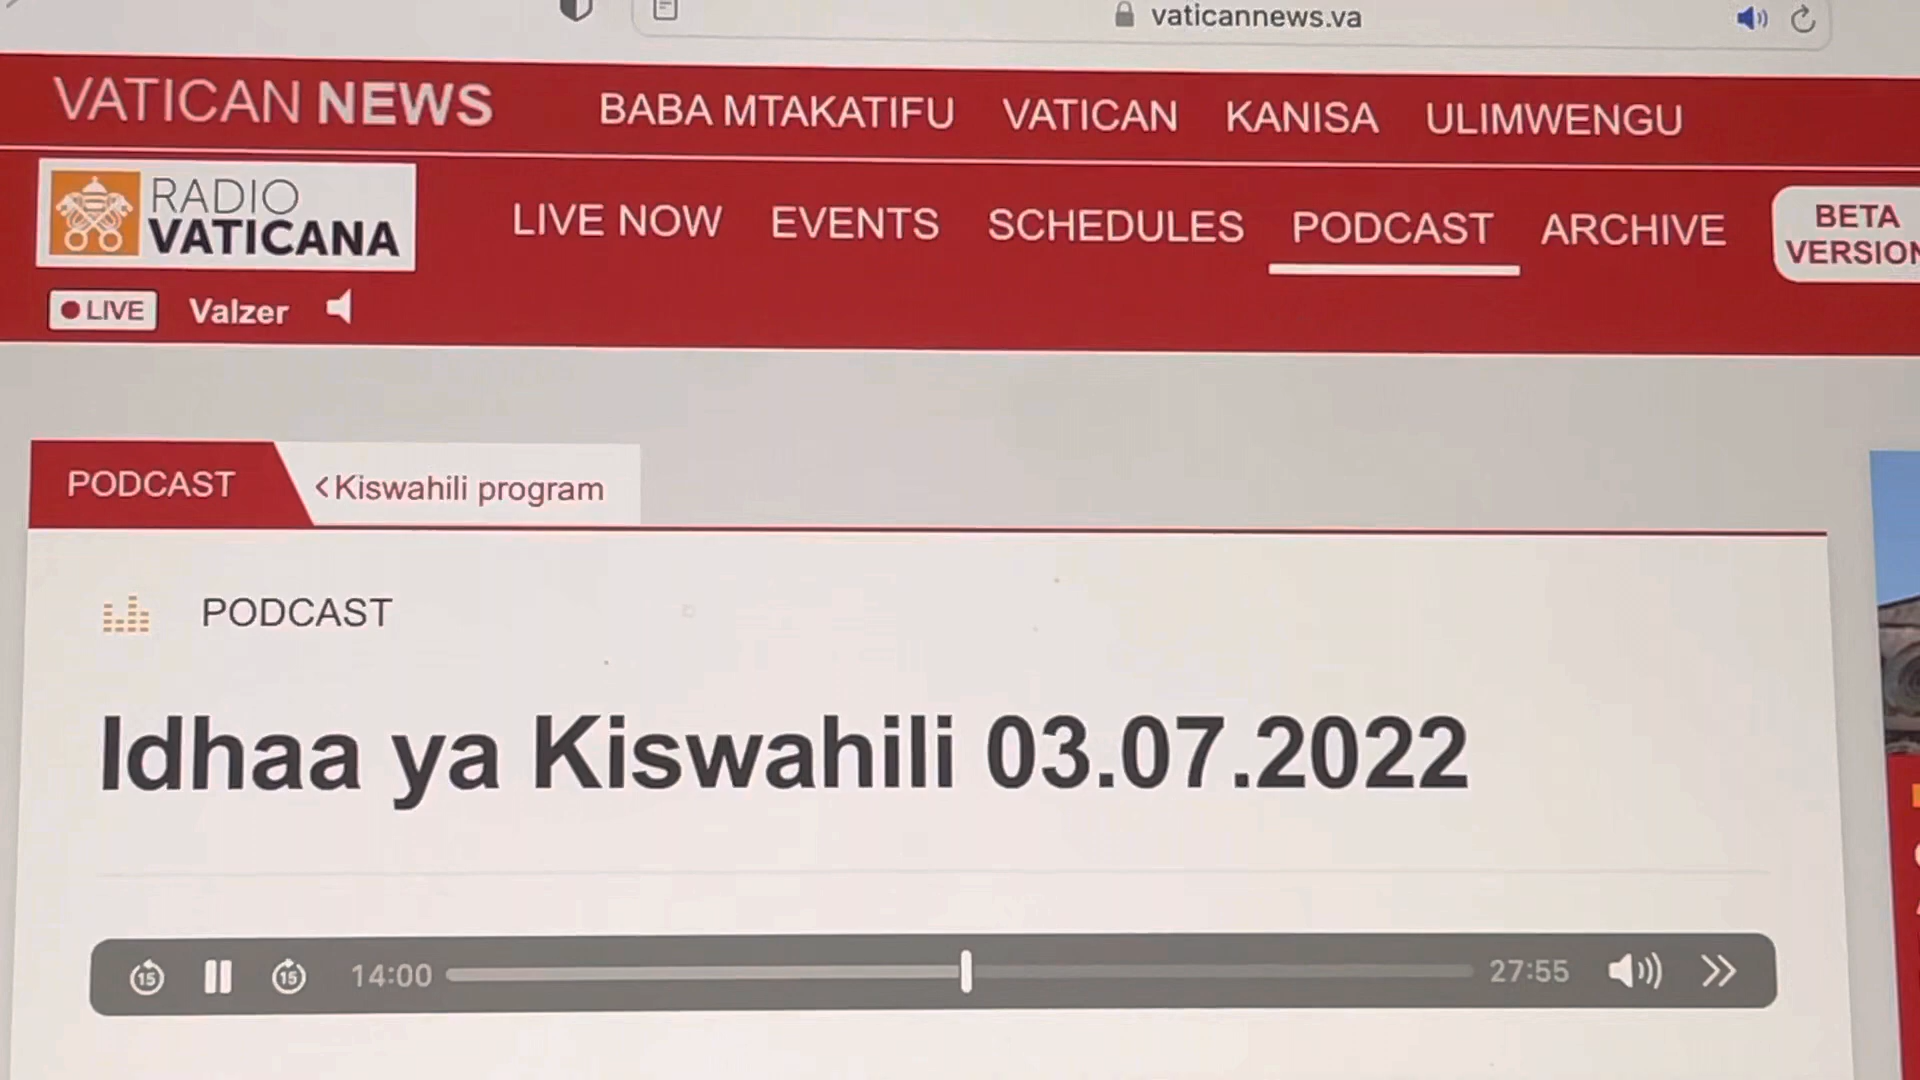 vaticannews.va
VATICAN NEWS BABA MTAKATIFU VATICAN KANISA ULIMWENGU
RADIO
VATICANA
LIVE NOW EVENTS SCHEDULES PODCAST ARCHIVE
BETA
VERSION
LIVE Valzer
PODCAST <Kiswahili program
PODCAST
Idhaa ya Kiswahili 03.07.2022
15 15 14:00 27:55